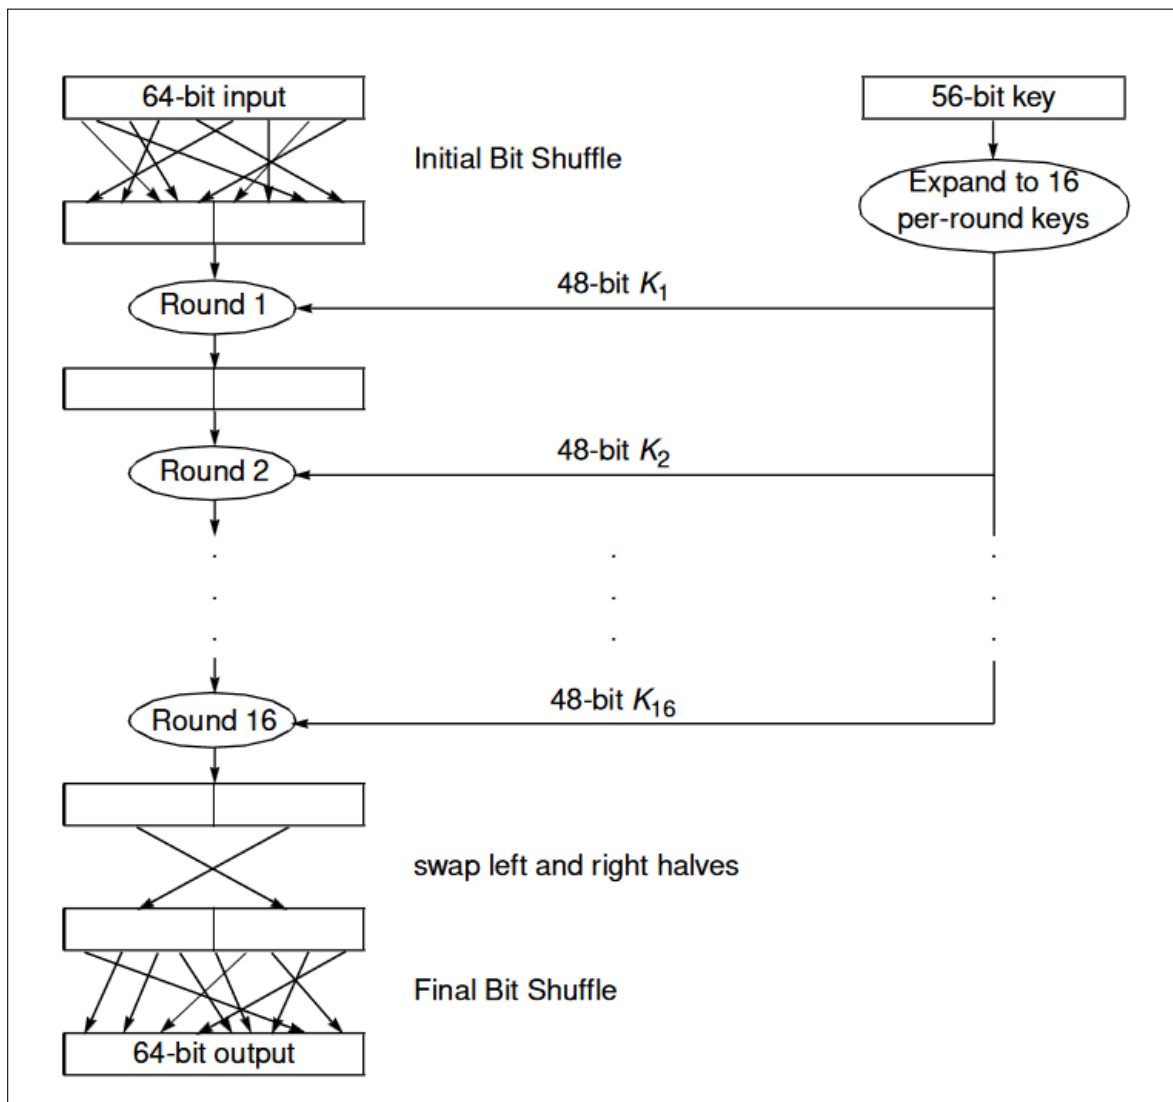 64-bit input
56-bit key
Initial Bit Shuffle
Expand to 16
per-round keys
48-bit K1
Round 1
48-bit K2
Round 2
48-bit K16
Round 16
swap left and right halves
Final Bit Shuffle
64-bit output